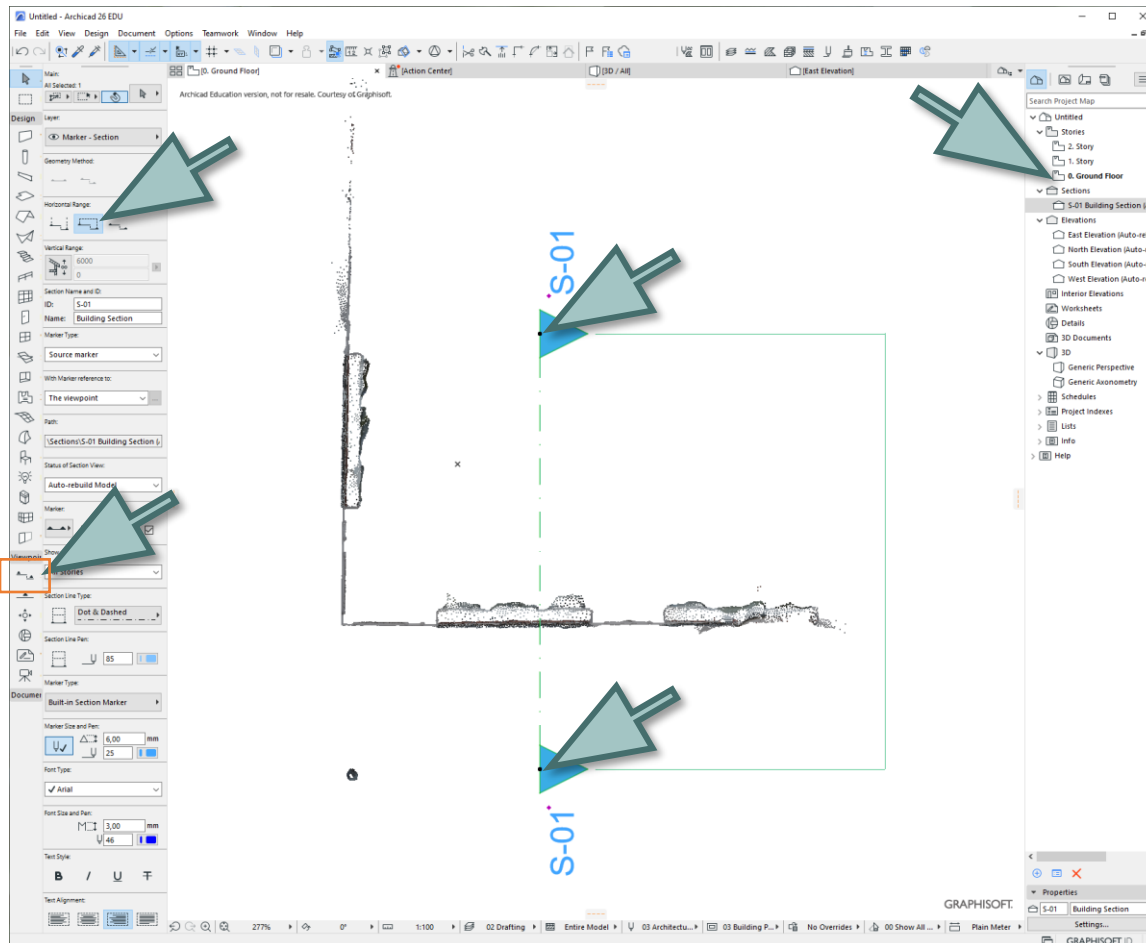 Untitled - Archicad 26 EDU
File Edit View Design Document Options Teamwork Window Help
[0. Ground Floor]
[Action Center]
[3D / All]
[East Elevation]
Archicad Education version, not for resale. Courtesy of Graphisoft.
Main:
All Selected: 1
Design
Layer:
Marker - Section
Geometry Method:
Horizontal Range:
Vertical Range:
6000
0
Section Name and ID:
ID: S-01
Name: Building Section
Marker Type:
Source marker
With Marker reference to:
The viewpoint
Path:
\Sections\S-01 Building Section (
Status of Section View:
Auto-rebuild Model
Marker:
Viewpoi
Show
Stories
Section Line Type:
Dot & Dashed
Section Line Pen:
85
Marker Type:
Documen
Built-in Section Marker
Marker Size and Pen:
6,00 mm
25
Font Type:
Arial
Font Size and Pen:
3,00 mm
46
Text Style:
B I U T
Text Alignment:
S-01
S-01
Search Project Map
Untitled
Stories
2. Story
1. Story
0. Ground Floor
Sections
S-01 Building Section (
Elevations
East Elevation (Auto-re
North Elevation (Auto-
South Elevation (Auto-
West Elevation (Auto-r
Interior Elevations
Worksheets
Details
3D Documents
3D
Generic Perspective
Generic Axonometry
Schedules
Project Indexes
Lists
Info
Help
GRAPHISOFT.
Properties
S-01 Building Section
Settings...
277% 0° 1:100 02 Drafting Entire Model 03 Architectu... 03 Building P... No Overrides 00 Show All ... Plain Meter
GRAPHISOFT ID